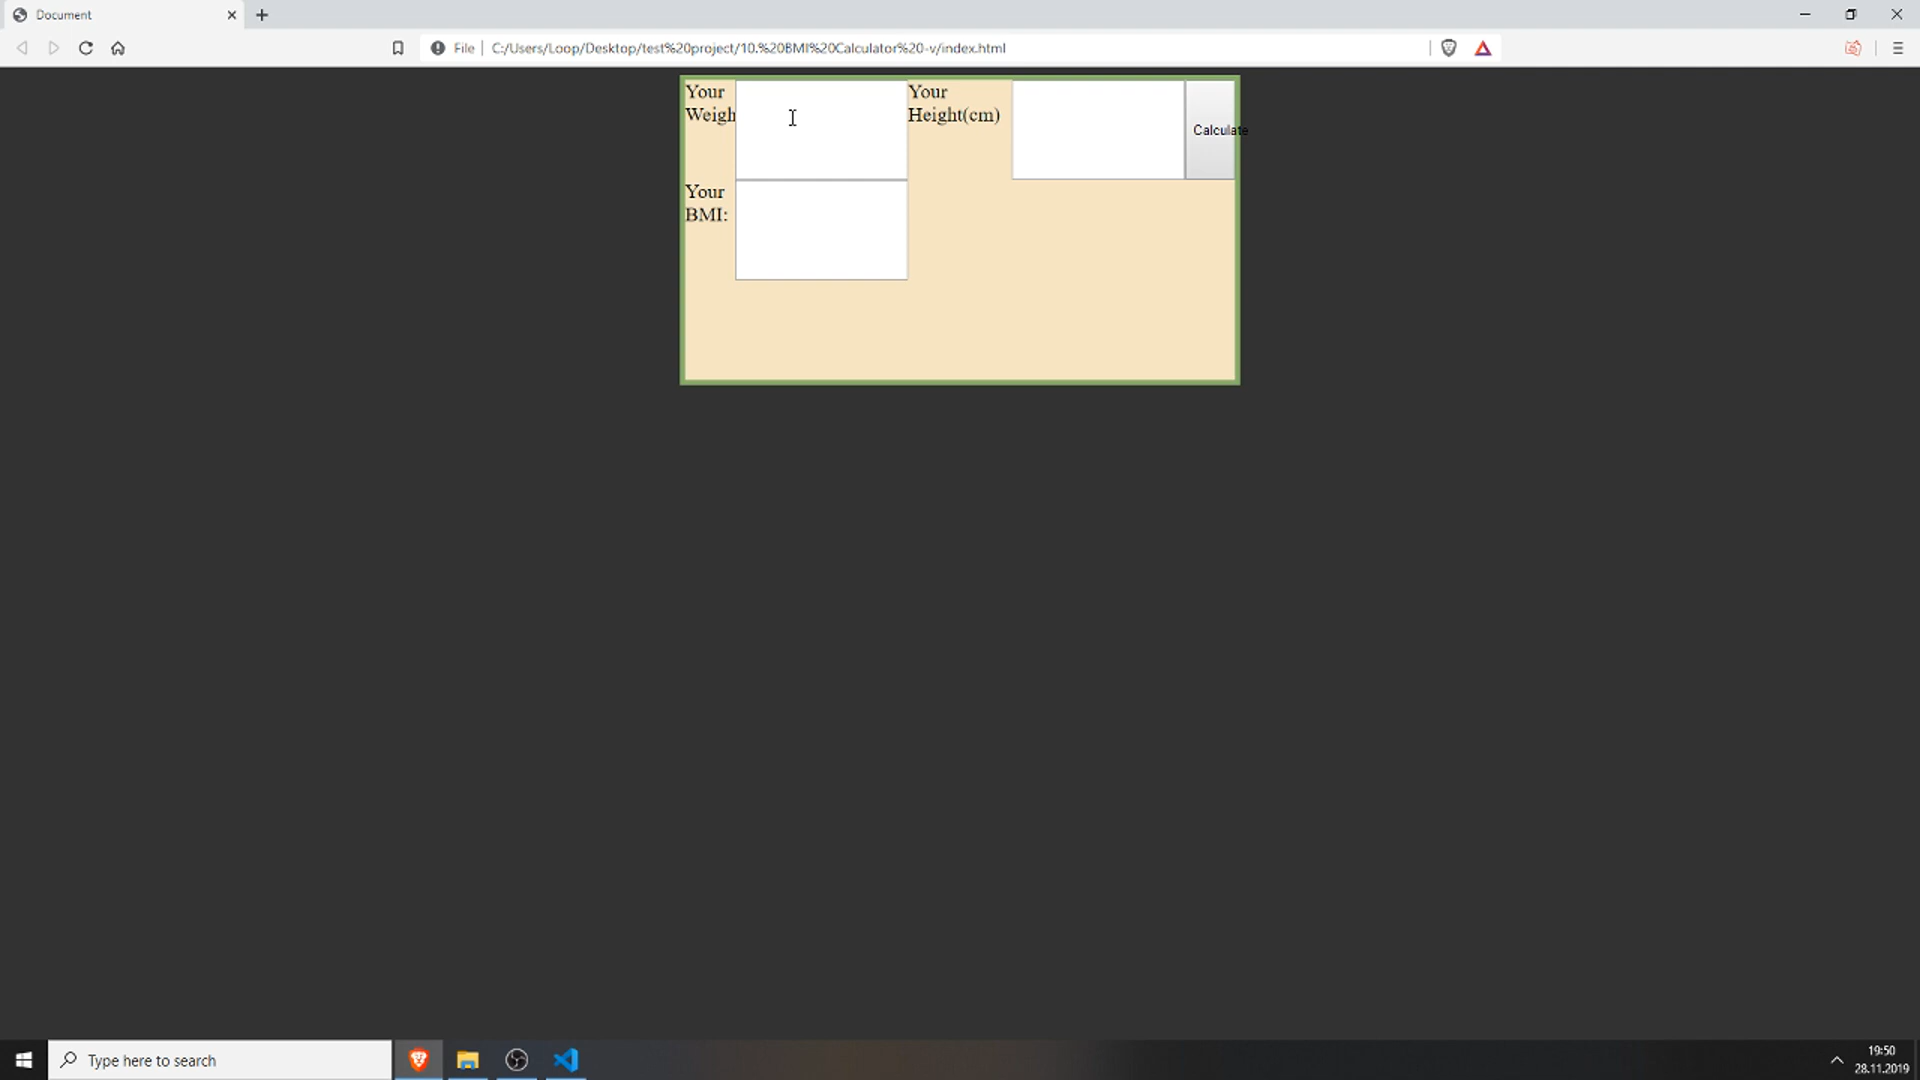 Document
File
C:/Users/Loop/Desktop/test%20project/10.%20BMI%20Calculator%20-v/index.html
Your
Weigh
Your
Height(cm)
Calculate
Your
BMI:
Type here to search
19:50
28.11.2019